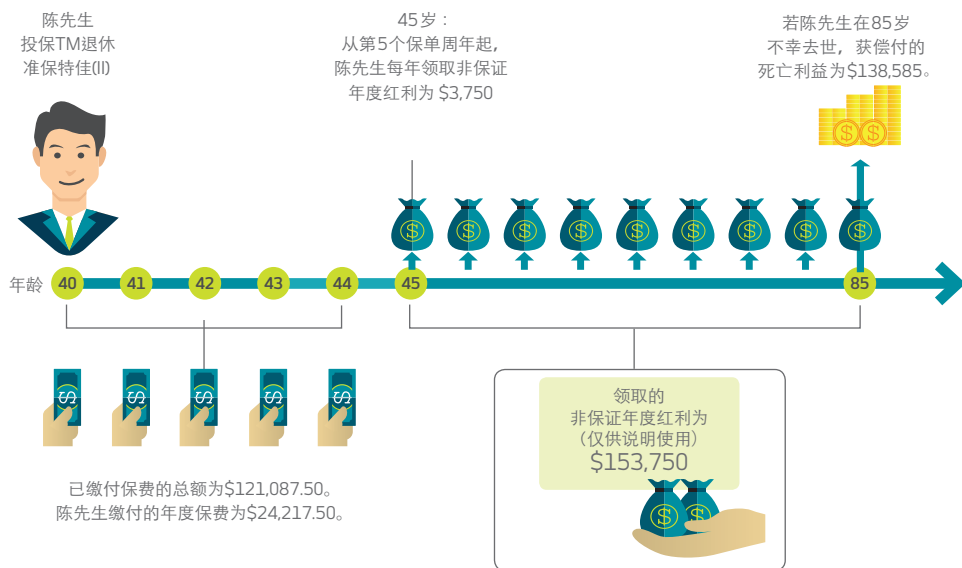 陈先生
投保TM退休
准保特佳(II)
45岁：
从第5个保单周年起，
陈先生每年领取非保证
年度红利为 $3,750
若陈先生在85岁
不幸去世，获偿付的
死亡利益为$138,585。
年龄 40 41 42 43 44 45 85
已缴付保费的总额为$121,087.50。
陈先生缴付的年度保费为$24,217.50。
领取的
非保证年度红利为
（仅供说明使用）
$153,750